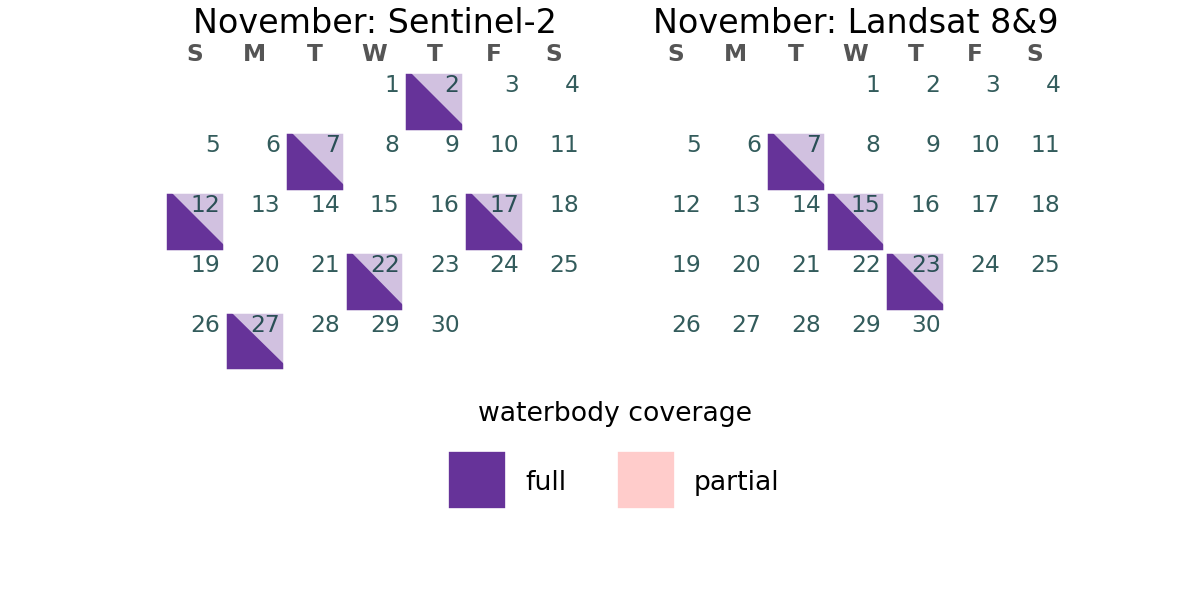 November: Sentinel-2
S M T W T F S
1 2 3 4
5 6 7 8 9 10 11
12 13 14 15 16 17 18
19 20 21 22 23 24 25
26 27 28 29 30
November: Landsat 8&9
S M T W T F S
1 2 3 4
5 6 7 8 9 10 11
12 13 14 15 16 17 18
19 20 21 22 23 24 25
26 27 28 29 30
waterbody coverage
full
partial